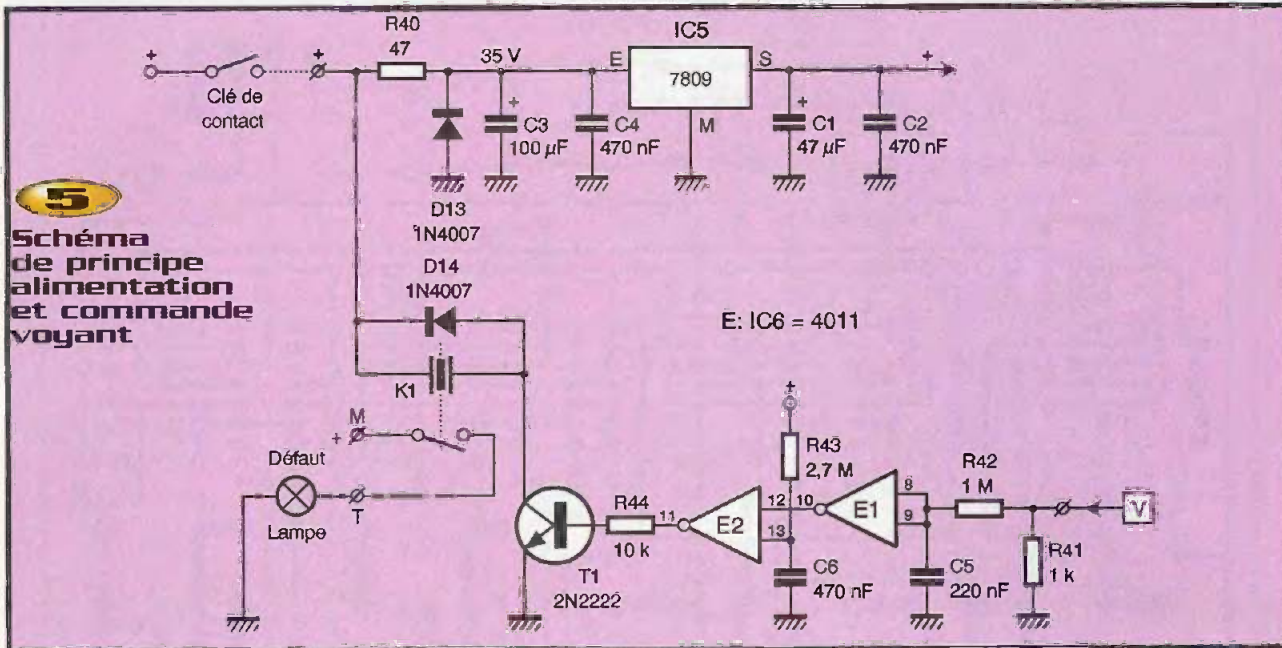 R40
47
35 V
IC5
+
+
E
7809
S
+
Clé de
contact
M
+
C3
100 µF
C4
470 nF
+
C1
47 µF
C2
470 nF
5
D13
1N4007
Schéma
de principe
alimentation
et commande
voyant
D14
1N4007
E: IC6 = 4011
K1
+
M
+
R43
2,7 M
R42
1 M
Défaut
Lampe
T
R44
10 k
11
E2
12
13
10
E1
8
9
V
R41
1 k
T1
2N2222
C6
470 nF
C5
220 nF